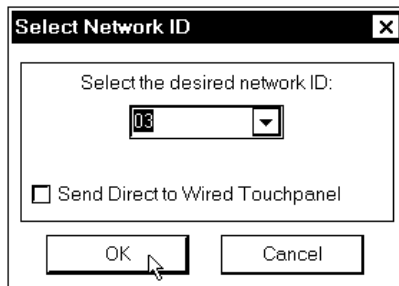 Select Network ID
Select the desired network ID:
03
Send Direct to Wired Touchpanel
OK Cancel